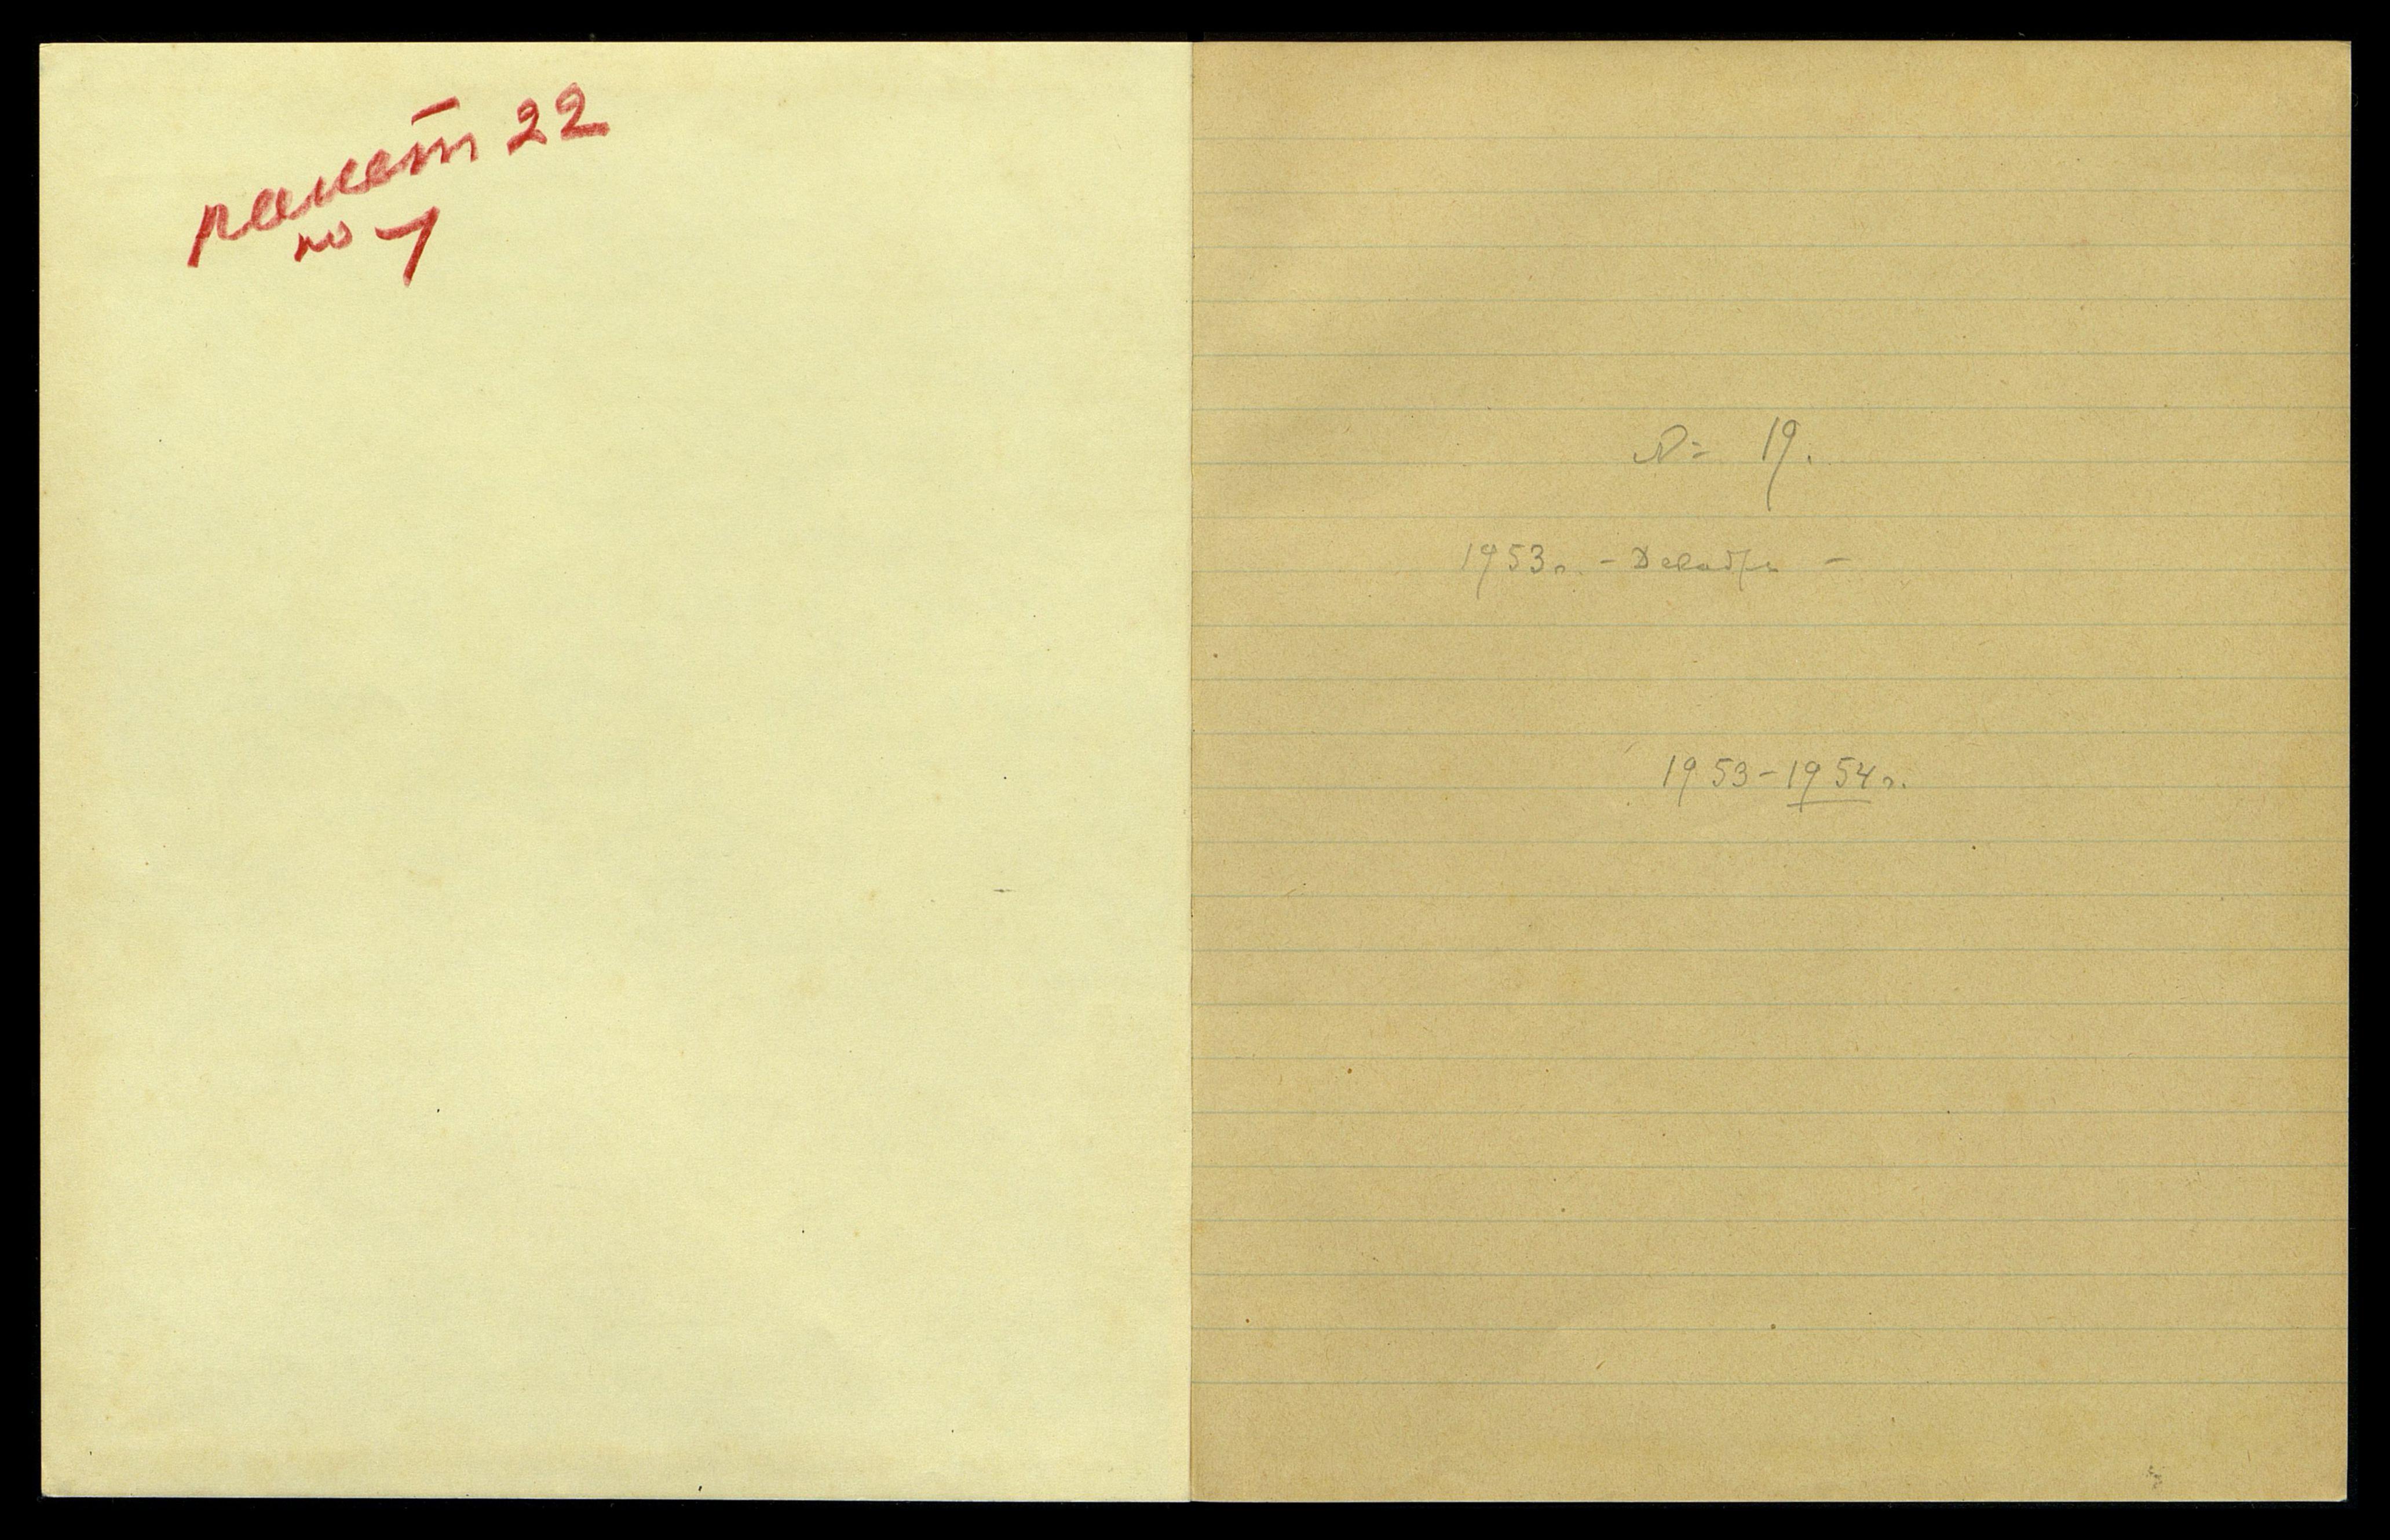 пакет 22
№ 1
№ 19.
1953г. – Декабрь –
1953-1954г.